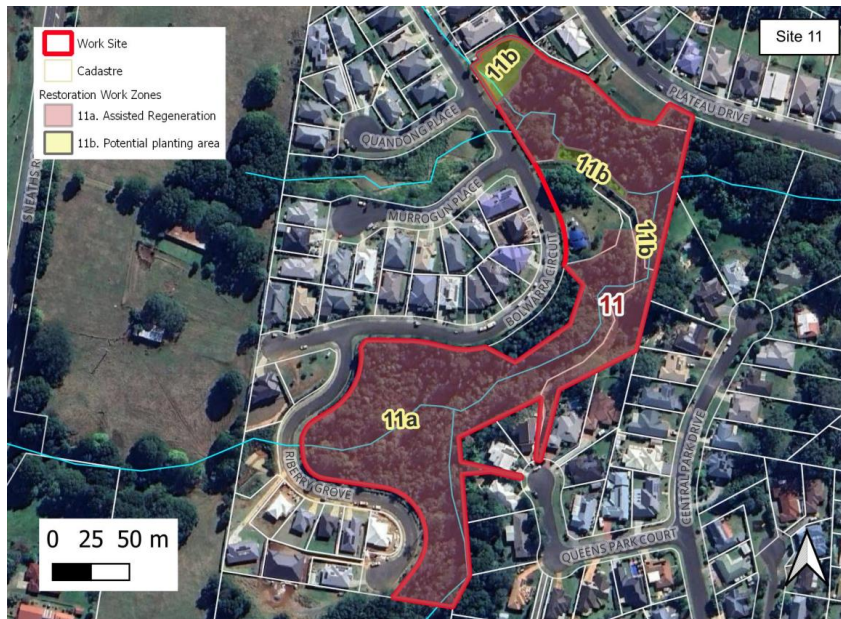 Work Site
Cadastre
Restoration Work Zones
11a. Assisted Regeneration
11b. Potential planting area
Site 11
11b
PLATEAU DRIVE
QUANDONG PLACE
11b
MURROGUN PLACE
11b
BOLWARRA CIRCUIT
11
11a
RIBERRY GROVE
CENTRAL PARK DRIVE
QUEENS PARK COURT
0 25 50 m